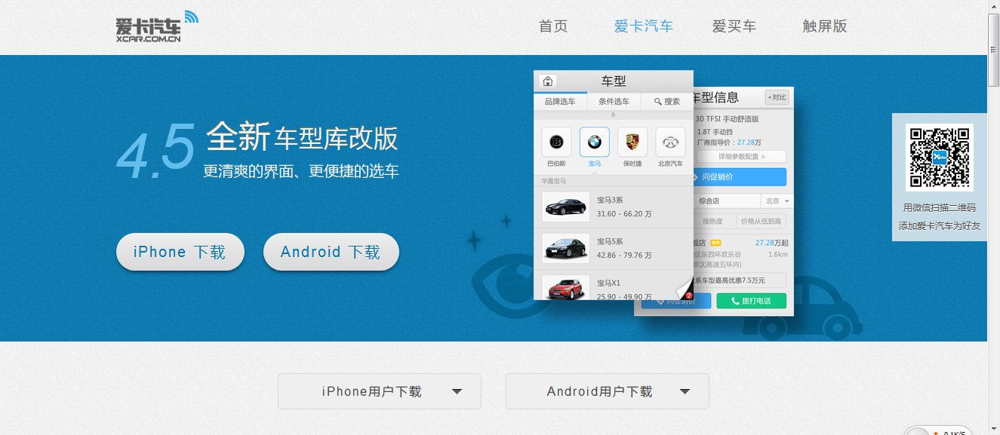 爱卡汽车
XCAR.COM.CN
首页
爱卡汽车
爱买车
触屏版
4.5
全新车型库改版
更清爽的界面、更便捷的选车
iPhone 下载
Android 下载
车型
品牌选车
条件选车
搜索
B
巴伯斯
宝马
保时捷
北京汽车
华晨宝马
宝马3系
31.60 - 66.20 万
宝马5系
42.86 - 79.76 万
宝马X1
25.90 - 49.90 万
2
车型信息
+对比
30 TFSI 手动舒适版
1.8T 手动挡
厂商指导价：27.28万
详细参数配置 >
问促销价
综合店
北京
按热度
价格从低到高
27.28万起
区东四环欢乐谷
1.6km
京沈高速五环内)
系车型最高优惠7.5万元
问促销价
拨打电话
用微信扫描二维码
添加爱卡汽车为好友
iPhone用户下载
Android用户下载
0.1K/S